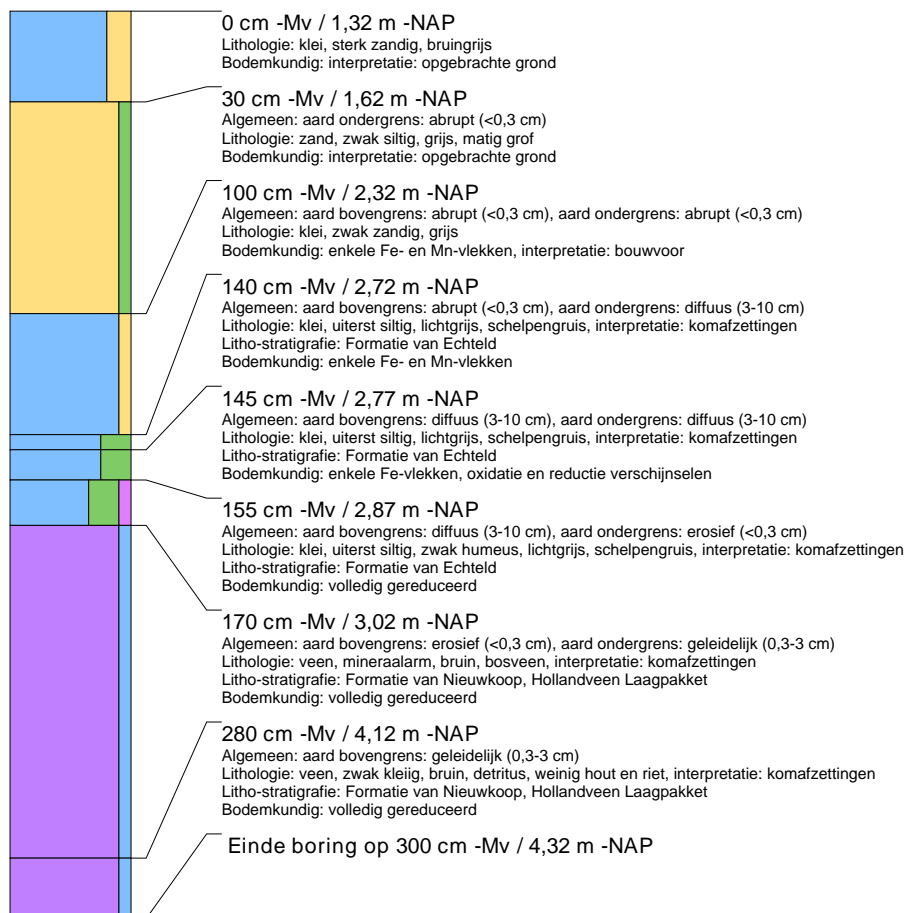 0 cm -Mv / 1,32 m -NAP
Lithologie: klei, sterk zandig, bruingrijs
Bodemkundig: interpretatie: opgebrachte grond
30 cm -Mv / 1,62 m -NAP
Algemeen: aard ondergrens: abrupt (<0,3 cm)
Lithologie: zand, zwak siltig, grijs, matig grof
Bodemkundig: interpretatie: opgebrachte grond
100 cm -Mv / 2,32 m -NAP
Algemeen: aard bovengrens: abrupt (<0,3 cm), aard ondergrens: abrupt (<0,3 cm)
Lithologie: klei, zwak zandig, grijs
Bodemkundig: enkele Fe- en Mn-vlekken, interpretatie: bouwvoor
140 cm -Mv / 2,72 m -NAP
Algemeen: aard bovengrens: abrupt (<0,3 cm), aard ondergrens: diffuus (3-10 cm)
Lithologie: klei, uiterst siltig, lichtgrijs, schelpengruis, interpretatie: komafzettingen
Litho-stratigrafie: Formatie van Echteld
Bodemkundig: enkele Fe- en Mn-vlekken
145 cm -Mv / 2,77 m -NAP
Algemeen: aard bovengrens: diffuus (3-10 cm), aard ondergrens: diffuus (3-10 cm)
Lithologie: klei, uiterst siltig, lichtgrijs, schelpengruis, interpretatie: komafzettingen
Litho-stratigrafie: Formatie van Echteld
Bodemkundig: enkele Fe-vlekken, oxidatie en reductie verschijnselen
155 cm -Mv / 2,87 m -NAP
Algemeen: aard bovengrens: diffuus (3-10 cm), aard ondergrens: erosief (<0,3 cm)
Lithologie: klei, uiterst siltig, zwak humeus, lichtgrijs, schelpengruis, interpretatie: komafzettingen
Litho-stratigrafie: Formatie van Echteld
Bodemkundig: volledig gereduceerd
170 cm -Mv / 3,02 m -NAP
Algemeen: aard bovengrens: erosief (<0,3 cm), aard ondergrens: geleidelijk (0,3-3 cm)
Lithologie: veen, mineraalarm, bruin, bosveen, interpretatie: komafzettingen
Litho-stratigrafie: Formatie van Nieuwkoop, Hollandveen Laagpakket
Bodemkundig: volledig gereduceerd
280 cm -Mv / 4,12 m -NAP
Algemeen: aard bovengrens: geleidelijk (0,3-3 cm)
Lithologie: veen, zwak kleiig, bruin, detritus, weinig hout en riet, interpretatie: komafzettingen
Litho-stratigrafie: Formatie van Nieuwkoop, Hollandveen Laagpakket
Bodemkundig: volledig gereduceerd
Einde boring op 300 cm -Mv / 4,32 m -NAP